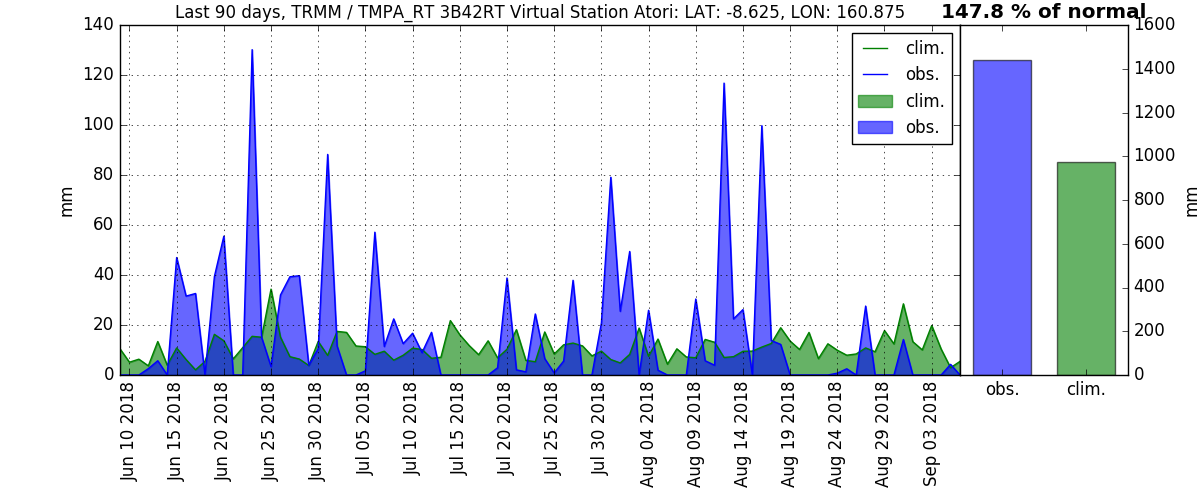 Last 90 days, TRMM / TMPA_RT 3B42RT Virtual Station Atori: LAT: -8.625, LON: 160.875
147.8 % of normal
mm
140
120
100
80
60
40
20
0
clim.
obs.
clim.
obs.
Jun 10 2018
Jun 15 2018
Jun 20 2018
Jun 25 2018
Jun 30 2018
Jul 05 2018
Jul 10 2018
Jul 15 2018
Jul 20 2018
Jul 25 2018
Jul 30 2018
Aug 04 2018
Aug 09 2018
Aug 14 2018
Aug 19 2018
Aug 24 2018
Aug 29 2018
Sep 03 2018
1600
1400
1200
1000
800
600
400
200
0
mm
obs.
clim.